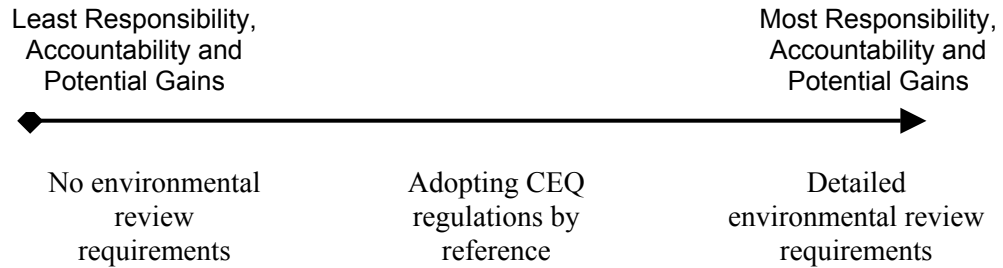 Least Responsibility,
Accountability and
Potential Gains
Most Responsibility,
Accountability and
Potential Gains
No environmental
review
requirements
Adopting CEQ
regulations by
reference
Detailed
environmental review
requirements